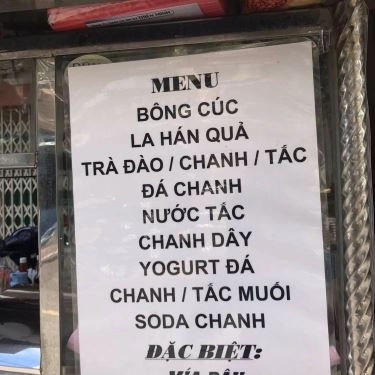 MENU
BÔNG CÚC
LA HÁN QUẢ
TRÀ ĐÀO / CHANH / TẮC
ĐÁ CHANH
NƯỚC TẮC
CHANH DÂY
YOGURT ĐÁ
CHANH / TẮC MUỐI
SODA CHANH
ĐẶC BIỆT: